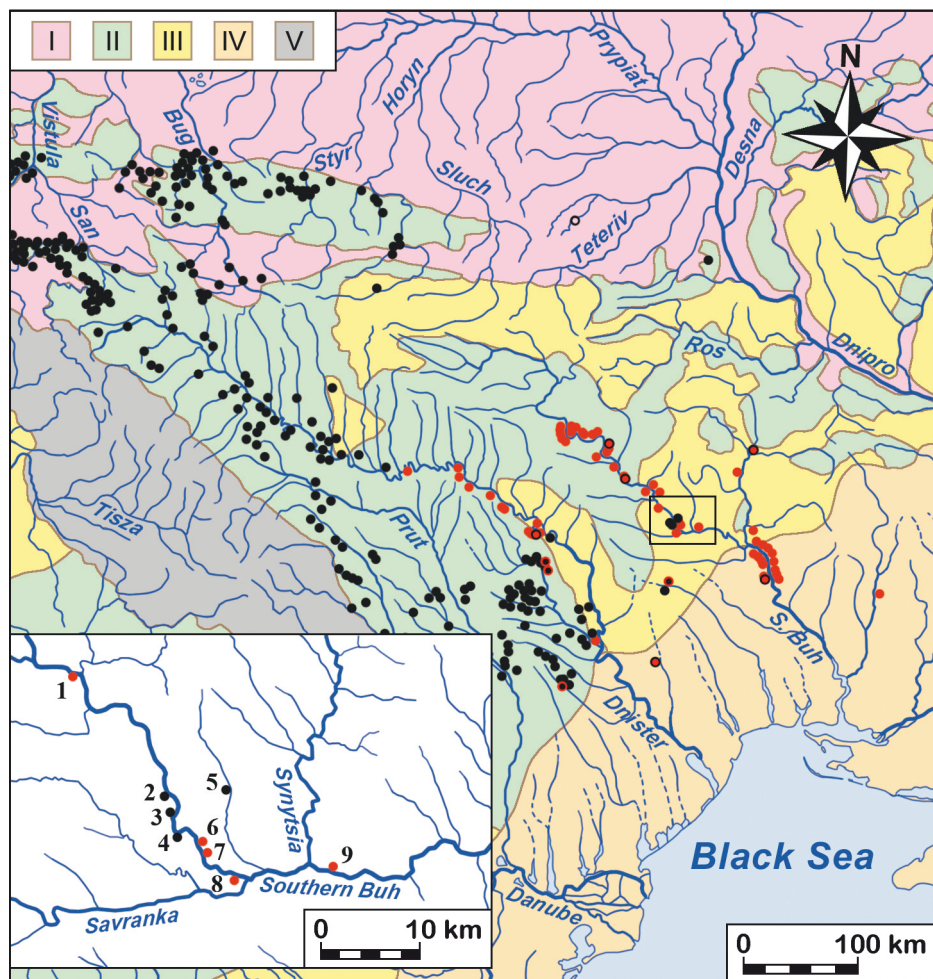 I II III IV V
N
Vistula
Bug
Horyn
Prypiat
Desna
Styr
Sluch
San
Teteriv
Ros
Dnipro
Tisza
Prut
S. Buh
Dnister
Black Sea
Danube
1
2
3
4
5
6
7
8
9
Synytsia
Southern Buh
Savranka
0 10 km
0 100 km